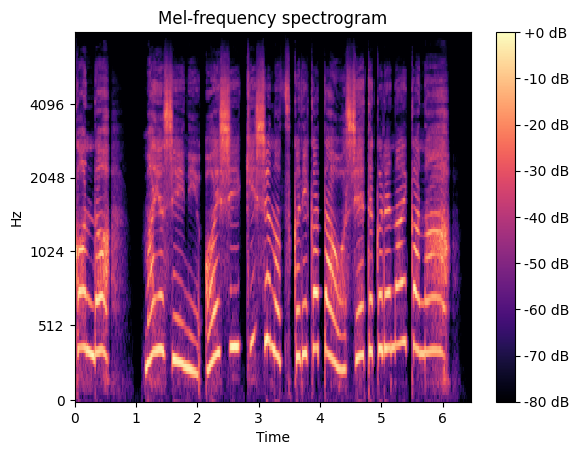 Mel-frequency spectrogram
Hz
4096
2048
1024
512
0
0 1 2 3 4 5 6
Time
+0 dB
-10 dB
-20 dB
-30 dB
-40 dB
-50 dB
-60 dB
-70 dB
-80 dB